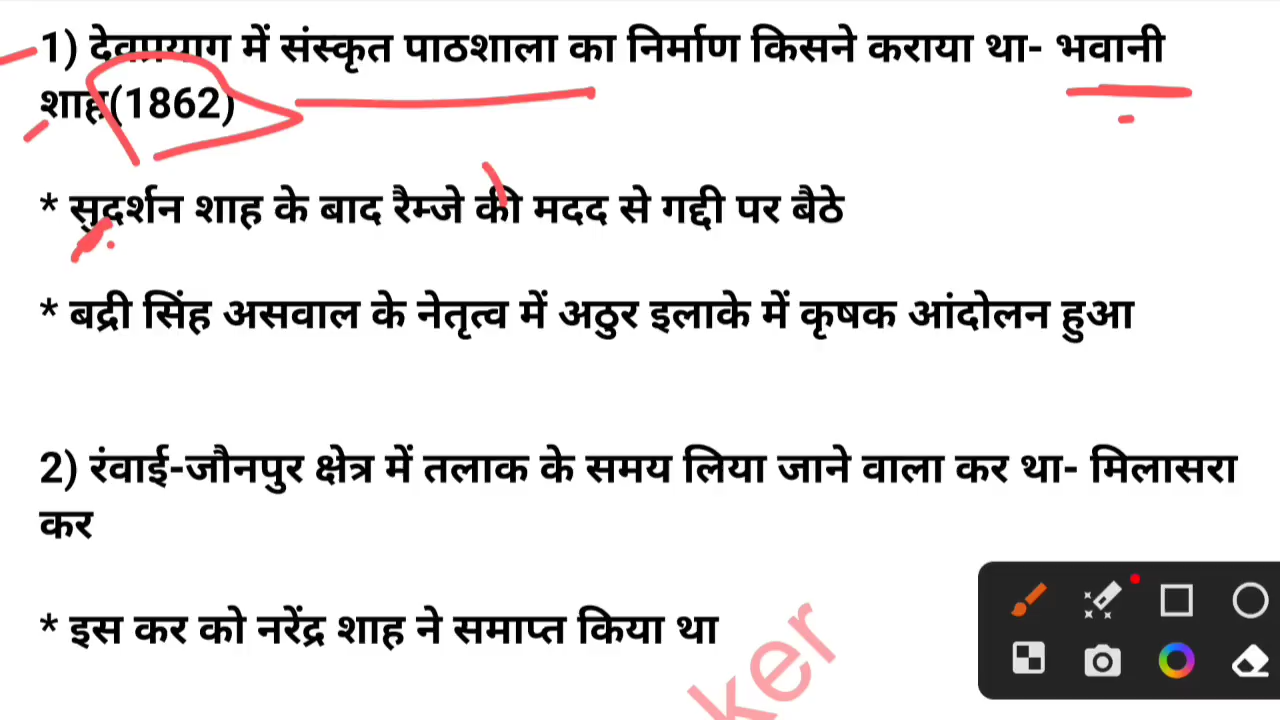 1) देवप्रयाग में संस्कृत पाठशाला का निर्माण किसने कराया था- भवानी
शाह(1862)
* सुदर्शन शाह के बाद रैम्जे की मदद से गद्दी पर बैठे
* बद्री सिंह असवाल के नेतृत्व में अठुर इलाके में कृषक आंदोलन हुआ
2) रंवाई-जौनपुर क्षेत्र में तलाक के समय लिया जाने वाला कर था- मिलासरा
कर
* इस कर को नरेंद्र शाह ने समाप्त किया था
ker